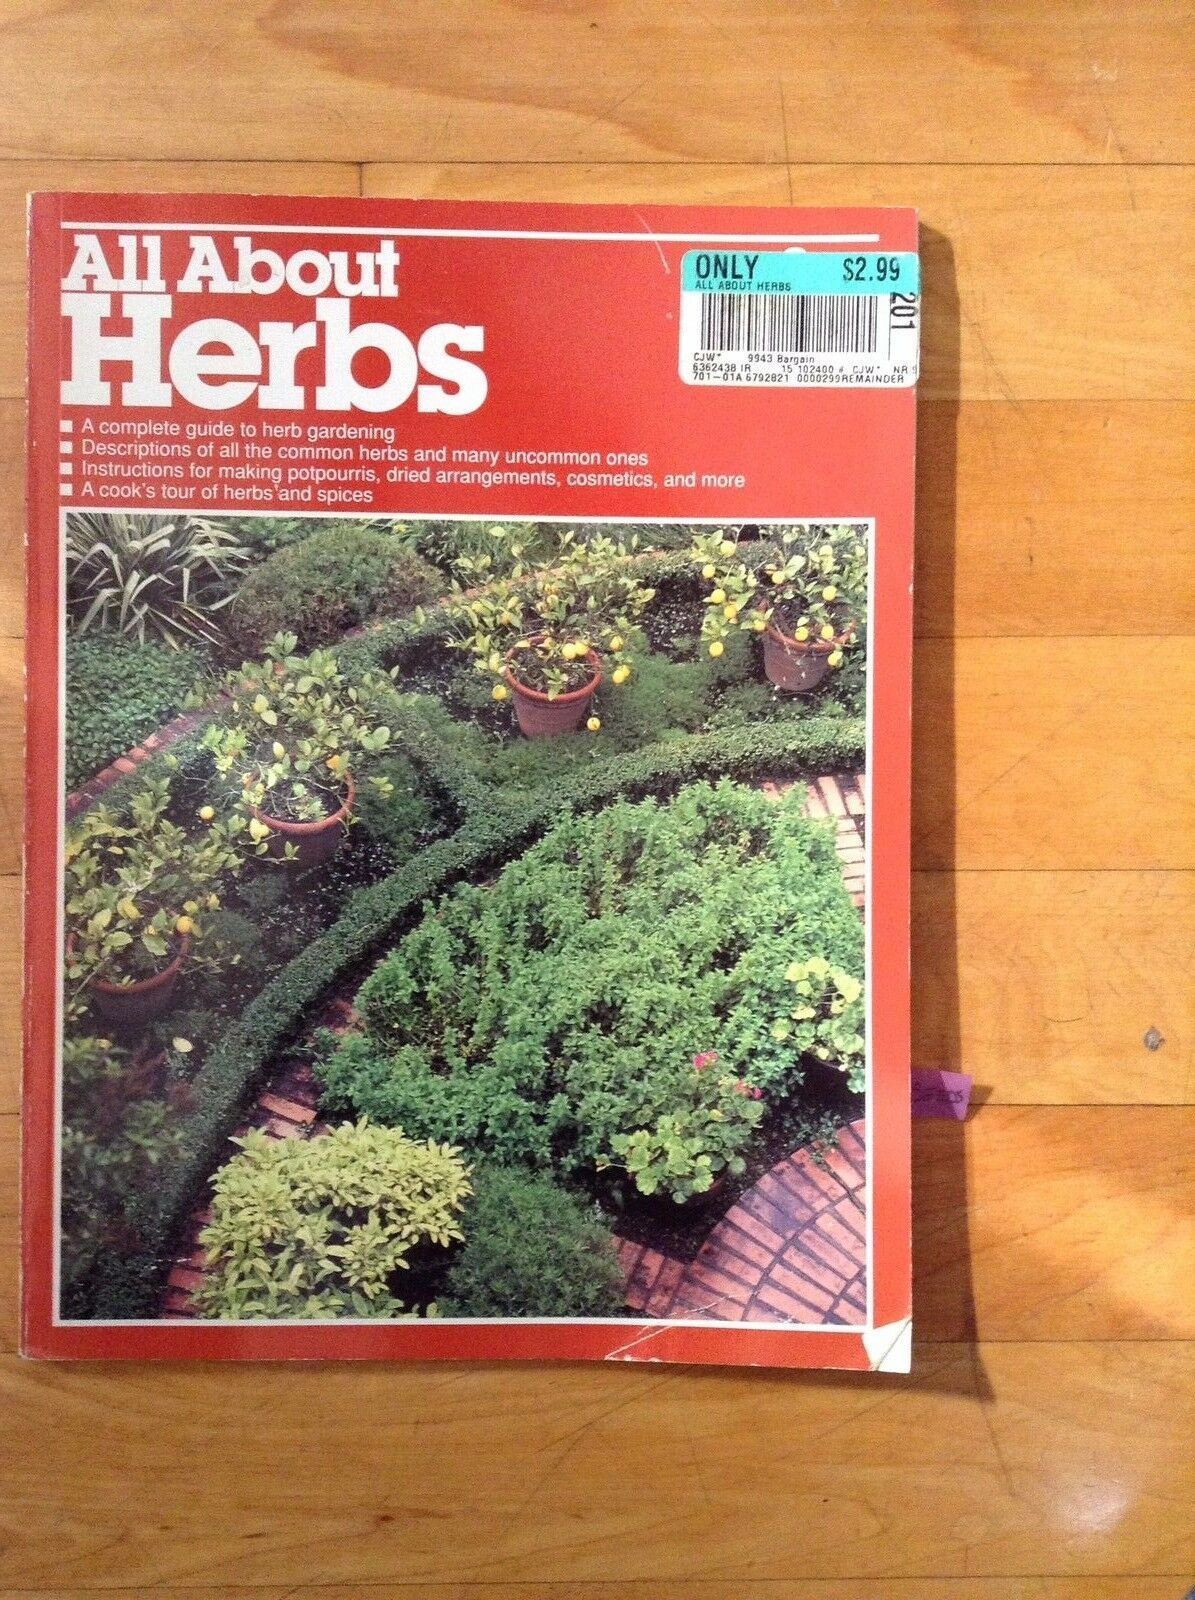 All About
Herbs
A complete guide to herb gardening
Descriptions of all the common herbs and many uncommon ones
Instructions for making potpourris, dried arrangements, cosmetics, and more
A cook's tour of herbs and spices
ONLY $2.99
ALL ABOUT HERBS
201
CJW* 9943 Bargain
6362438 IR 15 102400 # CJW* NR
701-01A 6792821 0000299REMAINDER